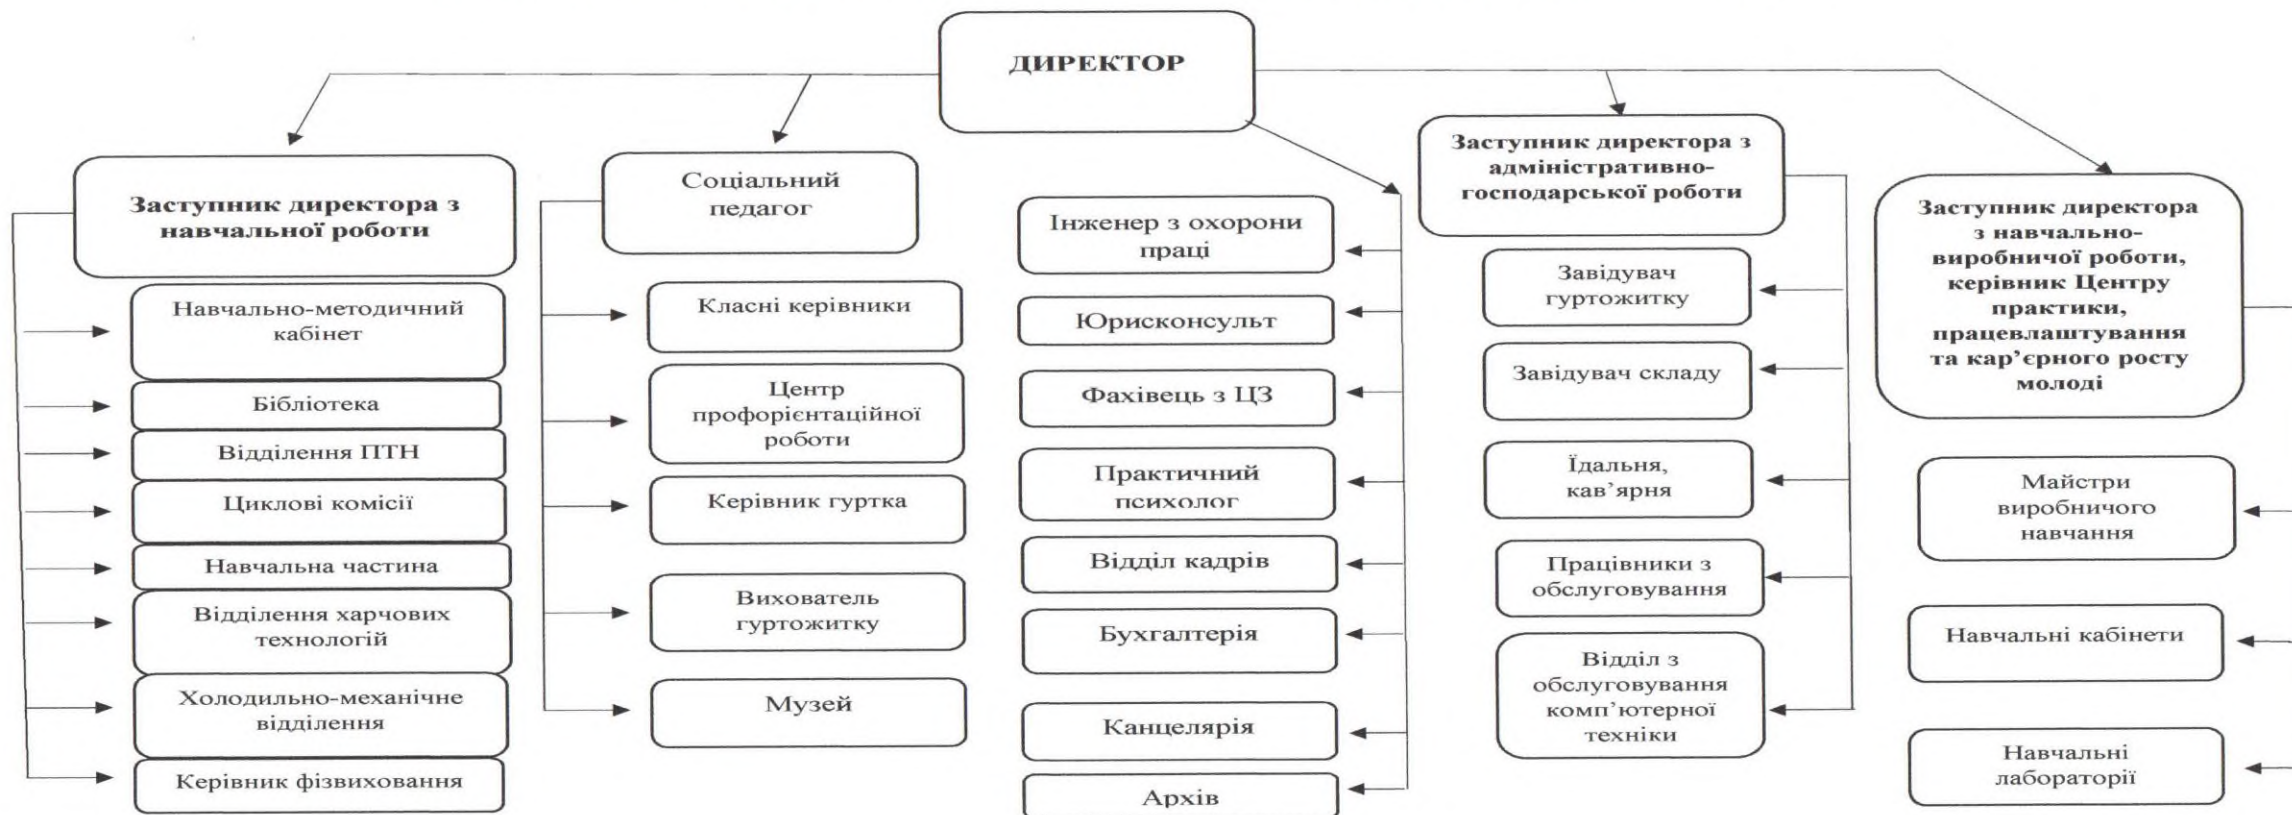 ДИРЕКТОР
Заступник директора з
навчальної роботи
Навчально-методичний
кабінет
Бібліотека
Відділення ПТН
Циклові комісії
Навчальна частина
Відділення харчових
технологій
Холодильно-механічне
відділення
Керівник фізвиховання
Соціальний
педагог
Класні керівники
Центр
профорієнтаційної
роботи
Керівник гуртка
Вихователь
гуртожитку
Музей
Інженер з охорони
праці
Юрисконсульт
Фахівець з ЦЗ
Практичний
психолог
Відділ кадрів
Бухгалтерія
Канцелярія
Архів
Заступник директора з
адміністративно-
господарської роботи
Завідувач
гуртожитку
Завідувач складу
Їдальня,
кав’ярня
Працівники з
обслуговування
Відділ з
обслуговування
комп’ютерної
техніки
Заступник директора
з навчально-
виробничої роботи,
керівник Центру
практики,
працевлаштування
та кар’єрного росту
молоді
Майстри
виробничого
навчання
Навчальні кабінети
Навчальні
лабораторії